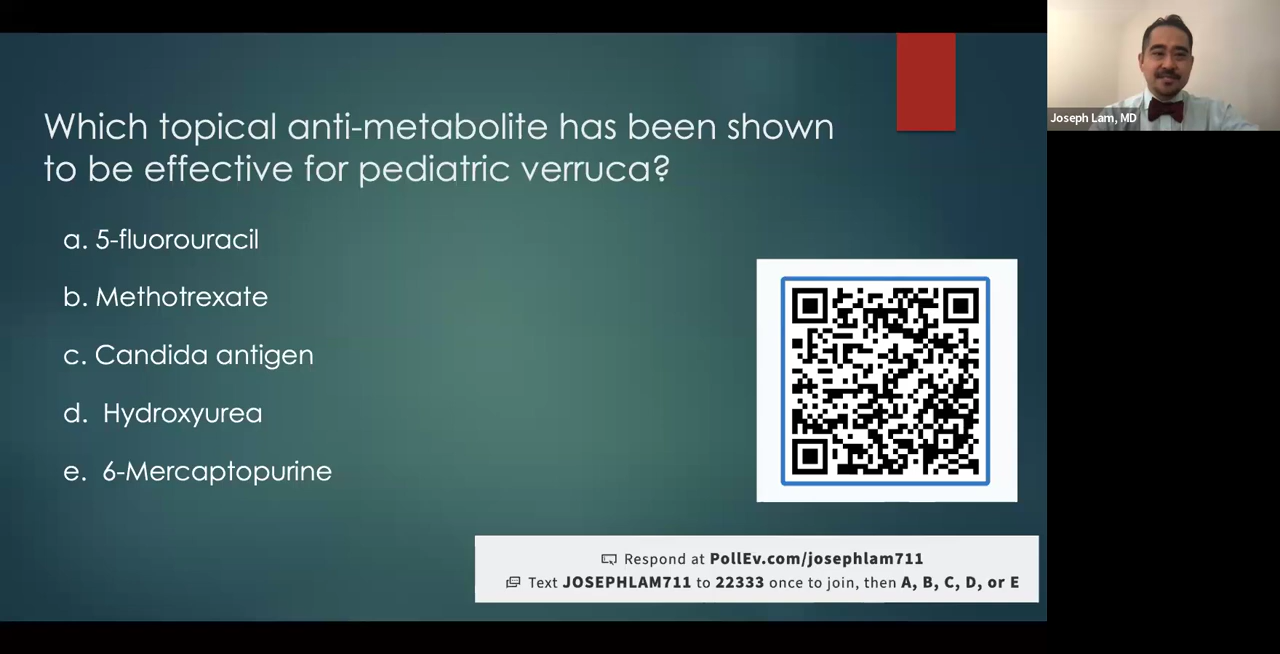 Which topical anti-metabolite has been shown
to be effective for pediatric verruca?
a. 5-fluorouracil
b. Methotrexate
c. Candida antigen
d. Hydroxyurea
e. 6-Mercaptopurine
Respond at PollEv.com/josephlam711
Text JOSEPHLAM711 to 22333 once to join, then A, B, C, D, or E
Joseph Lam, MD